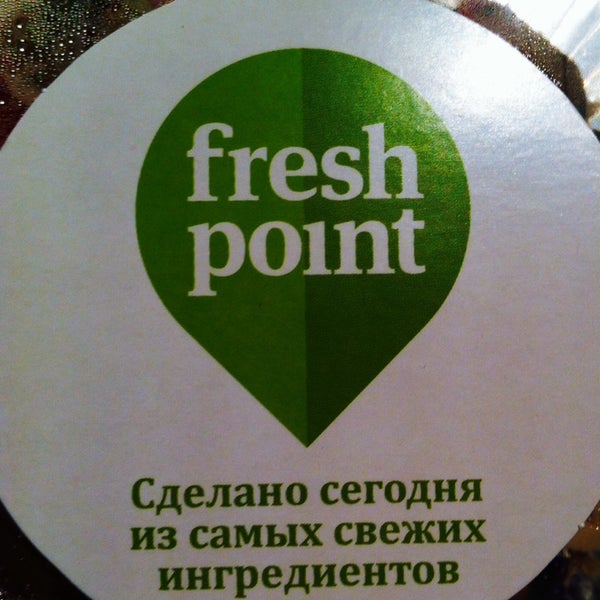 fresh
point
Сделано сегодня
из самых свежих
ингредиентов